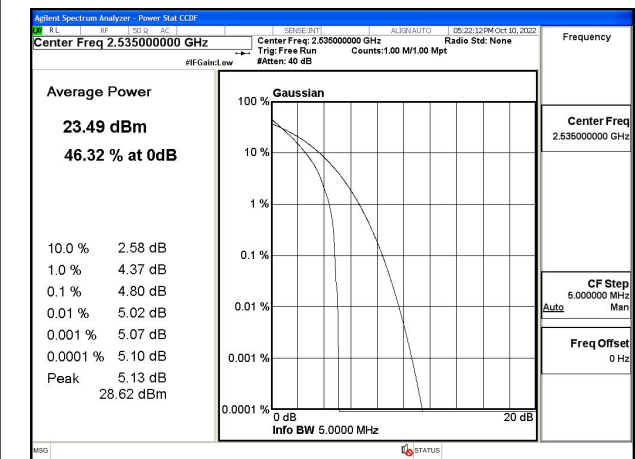 Agilent Spectrum Analyzer - Power Stat CCDF
LXI RL RF 50 Ω AC SENSE:INT ALIGN AUTO 05:22:12 PM Oct 10, 2022
Center Freq 2.535000000 GHz
Center Freq: 2.535000000 GHz Radio Std: None
Trig: Free Run Counts:1.00 M/1.00 Mpt
#IFGain:Low #Atten: 40 dB
Frequency
Average Power
23.49 dBm
46.32 % at 0dB
10.0 % 2.58 dB
1.0 % 4.37 dB
0.1 % 4.80 dB
0.01 % 5.02 dB
0.001 % 5.07 dB
0.0001 % 5.10 dB
Peak 5.13 dB
28.62 dBm
Gaussian
100 %
10 %
1 %
0.1 %
0.01 %
0.001 %
0.0001 %
0 dB 20 dB
Info BW 5.0000 MHz
Center Freq
2.535000000 GHz
CF Step
5.000000 MHz
Auto Man
Freq Offset
0 Hz
MSG STATUS